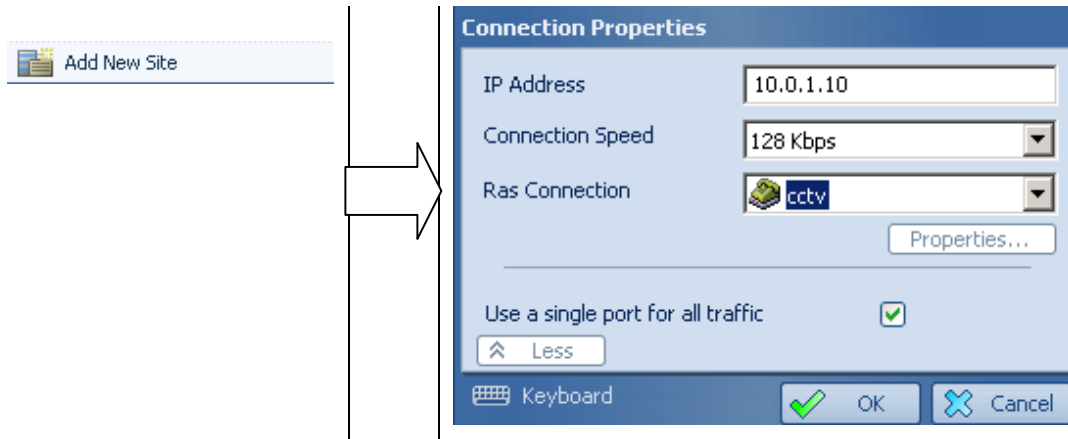 Add New Site
Connection Properties
IP Address 10.0.1.10
Connection Speed 128 Kbps
Ras Connection cctv
Properties...
Use a single port for all traffic
Less
Keyboard OK Cancel